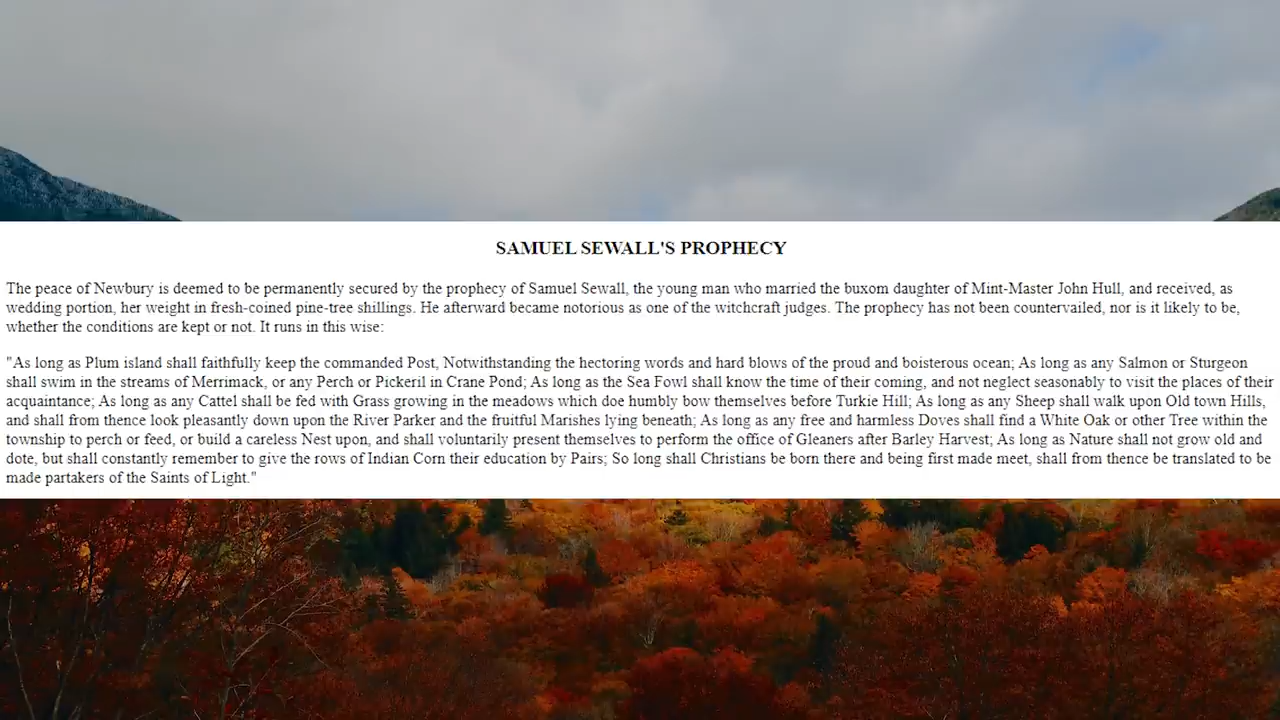 SAMUEL SEWALL'S PROPHECY
The peace of Newbury is deemed to be permanently secured by the prophecy of Samuel Sewall, the young man who married the buxom daughter of Mint-Master John Hull, and received, as
wedding portion, her weight in fresh-coined pine-tree shillings. He afterward became notorious as one of the witchcraft judges. The prophecy has not been countervailed, nor is it likely to be,
whether the conditions are kept or not. It runs in this wise:
"As long as Plum island shall faithfully keep the commanded Post, Notwithstanding the hectoring words and hard blows of the proud and boisterous ocean; As long as any Salmon or Sturgeon
shall swim in the streams of Merrimack, or any Perch or Pickeril in Crane Pond; As long as the Sea Fowl shall know the time of their coming, and not neglect seasonably to visit the places of their
acquaintance; As long as any Cattel shall be fed with Grass growing in the meadows which doe humbly bow themselves before Turkie Hill; As long as any Sheep shall walk upon Old town Hills,
and shall from thence look pleasantly down upon the River Parker and the fruitful Marishes lying beneath; As long as any free and harmless Doves shall find a White Oak or other Tree within the
township to perch or feed, or build a careless Nest upon, and shall voluntarily present themselves to perform the office of Gleaners after Barley Harvest; As long as Nature shall not grow old and
dote, but shall constantly remember to give the rows of Indian Corn their education by Pairs; So long shall Christians be born there and being first made meet, shall from thence be translated to be
made partakers of the Saints of Light."